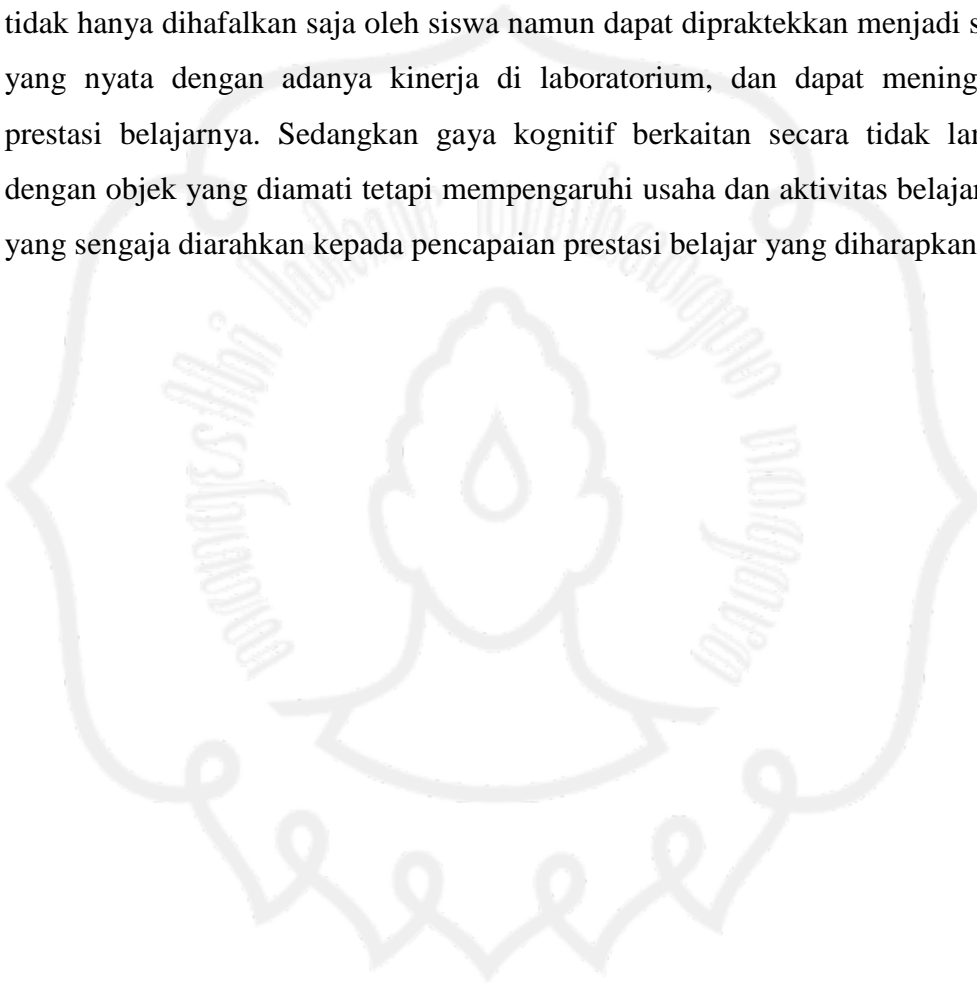 tidak hanya dihafalkan saja oleh siswa namun dapat dipraktekkan menjadi s
yang nyata dengan adanya kinerja di laboratorium, dan dapat mening
prestasi belajarnya. Sedangkan gaya kognitif berkaitan secara tidak lan
dengan objek yang diamati tetapi mempengaruhi usaha dan aktivitas belajar
yang sengaja diarahkan kepada pencapaian prestasi belajar yang diharapkan